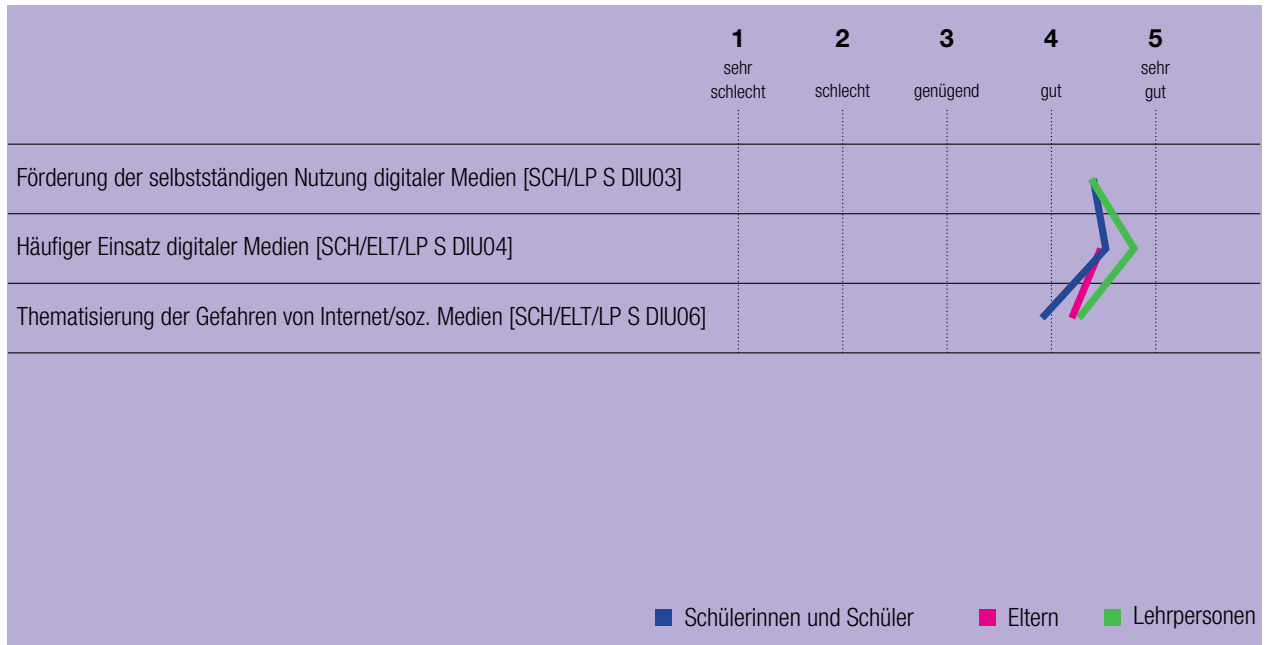 1 2 3 4 5
sehr schlecht schlecht genügend gut sehr gut
Förderung der selbstständigen Nutzung digitaler Medien [SCH/LP S DIU03]
Häufiger Einsatz digitaler Medien [SCH/ELT/LP S DIU04]
Thematisierung der Gefahren von Internet/soz. Medien [SCH/ELT/LP S DIU06]
Schülerinnen und Schüler Eltern Lehrpersonen